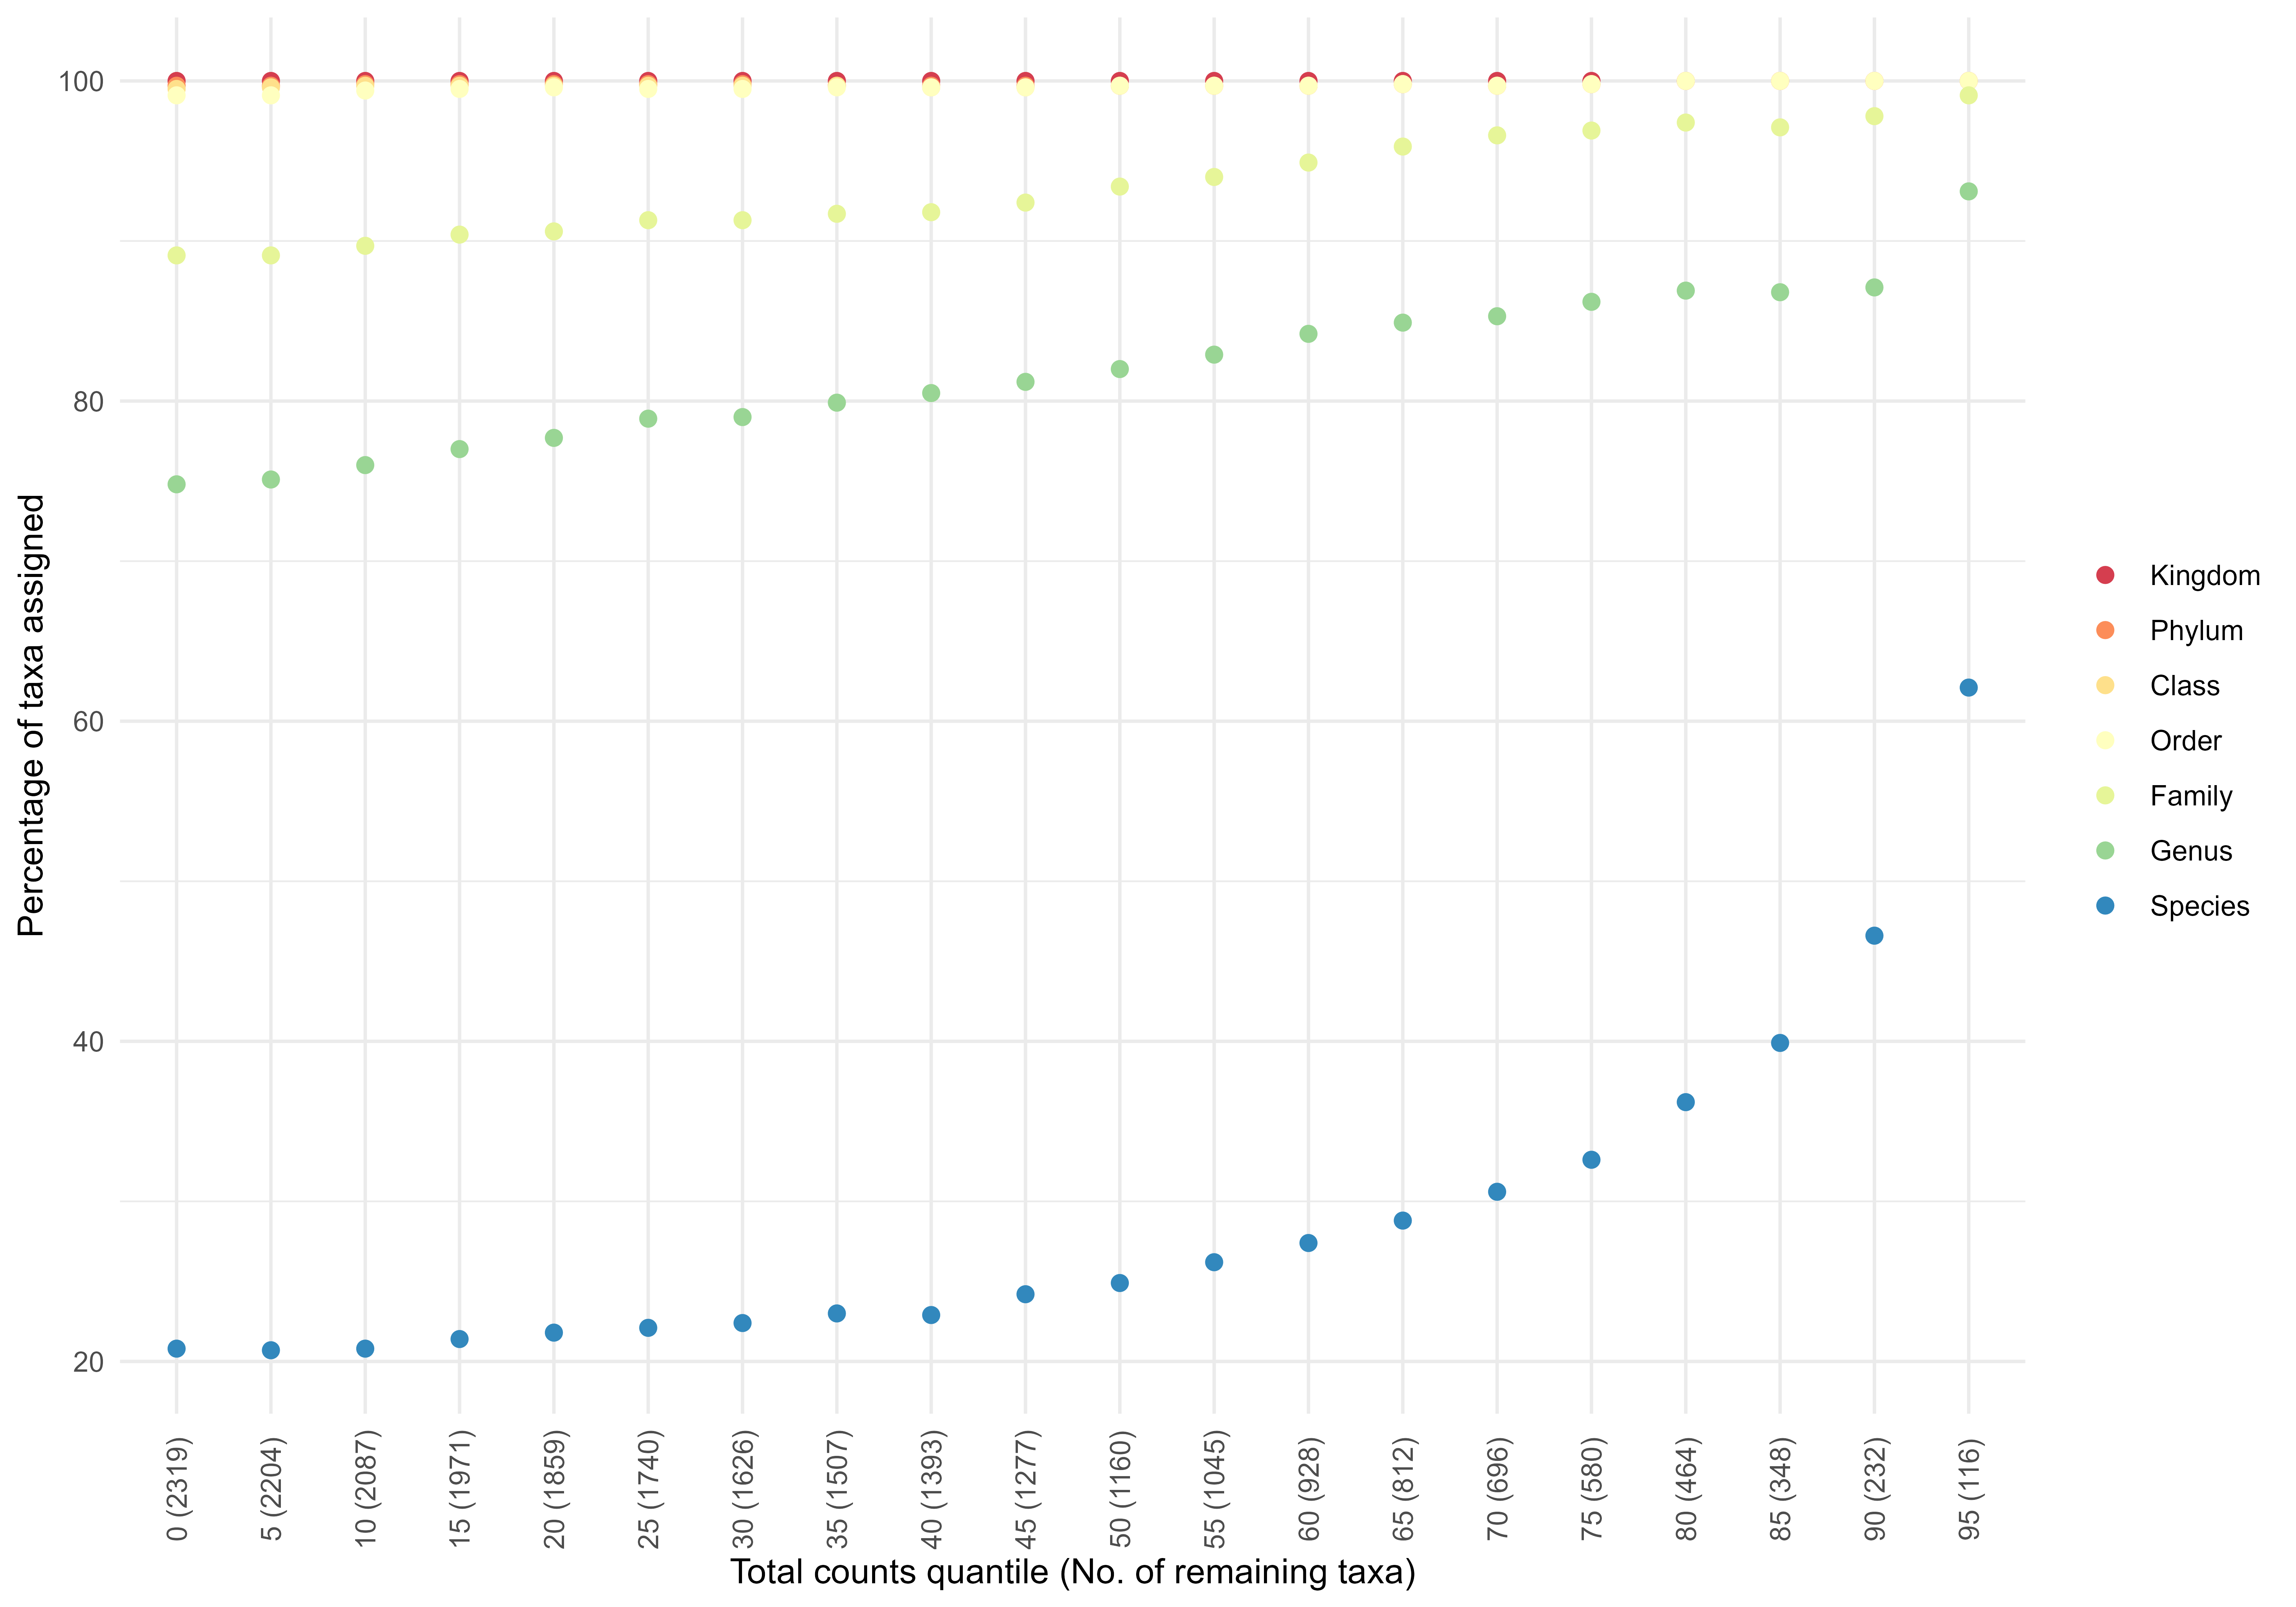 Percentage of taxa assigned
100
80
60
40
20
0 (2319)
5 (2204)
10 (2087)
15 (1971)
20 (1859)
25 (1740)
30 (1626)
35 (1507)
40 (1393)
45 (1277)
50 (1160)
55 (1045)
60 (928)
65 (812)
70 (696)
75 (580)
80 (464)
85 (348)
90 (232)
95 (116)
Total counts quantile (No. of remaining taxa)
Kingdom
Phylum
Class
Order
Family
Genus
Species